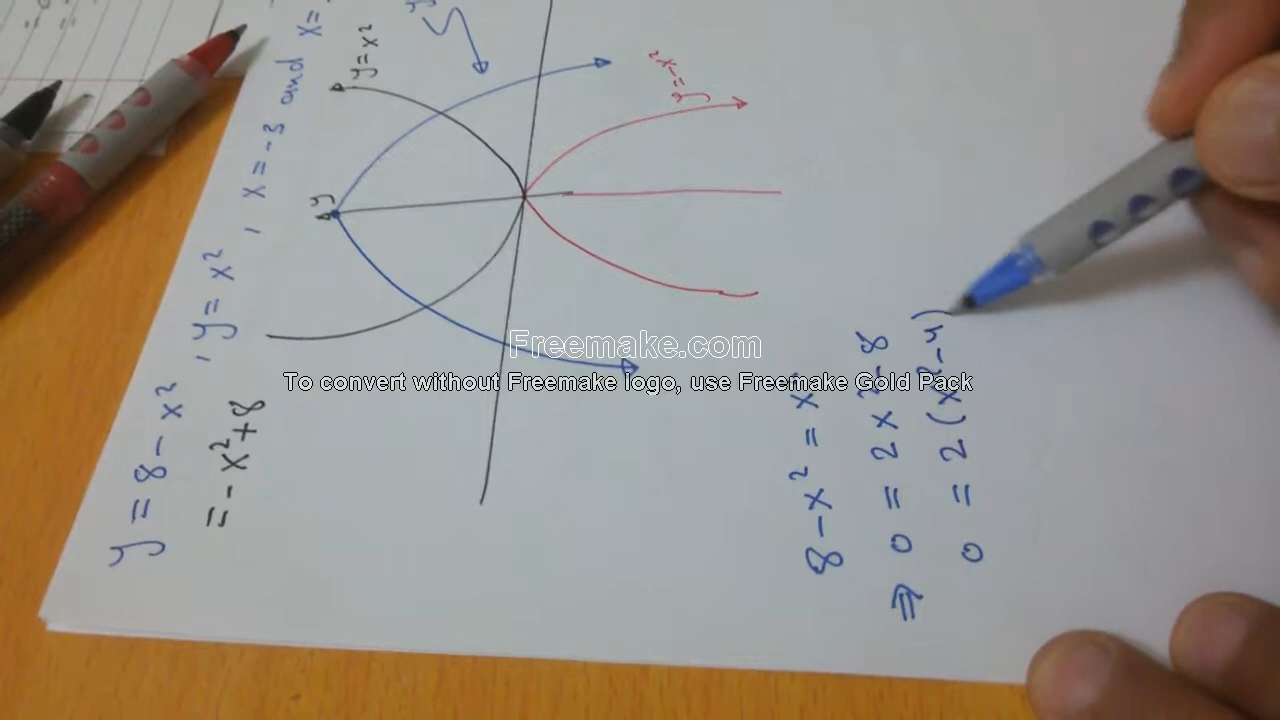 y = 8 - x² , y = x² , x = -3 and x =
= - x² + 8
y = x²
y
y
y = -x²
8 - x² = x²
⇒ 0 = 2x² - 8
0 = 2(x² - 4)
Freemake.com
To convert without Freemake logo, use Freemake Gold Pack